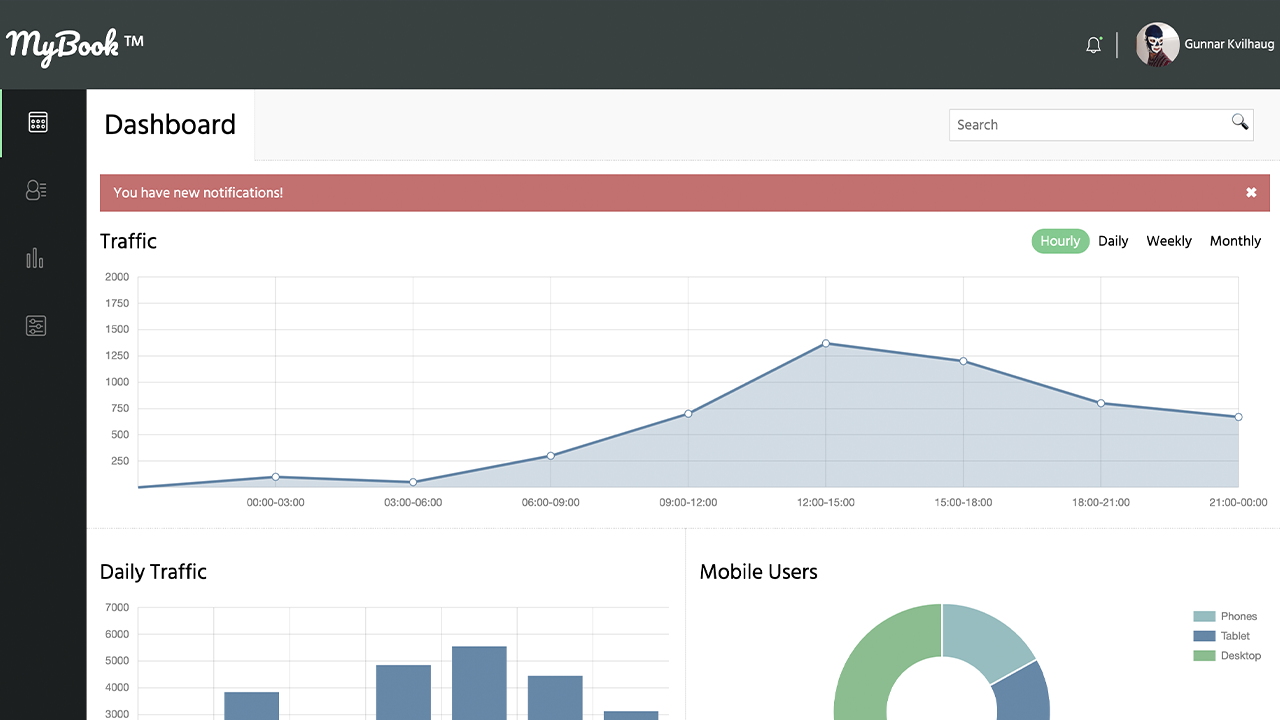 MyBook ™
Gunnar Kvilhaug
Dashboard
Search
You have new notifications!
Traffic
Hourly Daily Weekly Monthly
2000
1750
1500
1250
1000
750
500
250
00:00-03:00 03:00-06:00 06:00-09:00 09:00-12:00 12:00-15:00 15:00-18:00 18:00-21:00 21:00-00:00
Daily Traffic
7000
6000
5000
4000
3000
Mobile Users
Phones
Tablet
Desktop